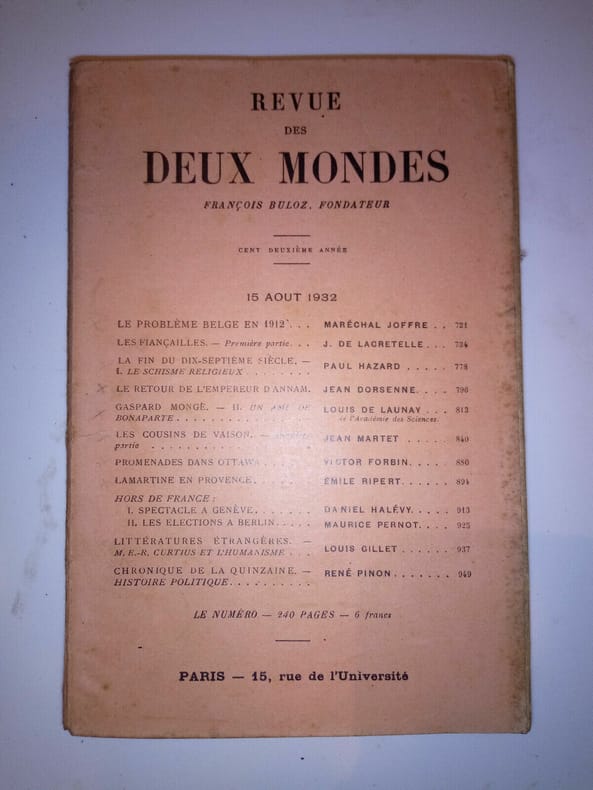 REVUE
DES
DEUX MONDES
FRANÇOIS BULOZ, FONDATEUR
CENT DEUXIÈME ANNÉE
15 AOUT 1932
LE PROBLÈME BELGE EN 1912. . . MARÉCHAL JOFFRE . . 721
LES FIANÇAILLES. — Première partie. . . J. DE LACRETELLE. . . 734
LA FIN DU DIX-SEPTIÈME SIÈCLE. —
I. LE SCHISME RELIGIEUX . . . . . . . . PAUL HAZARD . . . . . 778
LE RETOUR DE L'EMPEREUR D'ANNAM. JEAN DORSENNE. . . . 796
GASPARD MONGE. — II. UN AMI DE LOUIS DE LAUNAY . . . 813
BONAPARTE . . . . . . . . . . . . . . . . de l'Académie des Sciences.
LES COUSINS DE VAISON. —
partie . . . . . . . . . . . . . . . . JEAN MARTET . . . . . 840
PROMENADES DANS OTTAWA VICTOR FORBIN. . . . . 880
LAMARTINE EN PROVENCE. . . . . . . ÉMILE RIPERT. . . . . . 894
HORS DE FRANCE :
I. SPECTACLE A GENÈVE. . . . . . . DANIEL HALÉVY. . . . . 913
II. LES ELECTIONS A BERLIN. . . . . MAURICE PERNOT. . . . 925
LITTÉRATURES ÉTRANGÈRES. —
M. E.-R. CURTIUS ET L'HUMANISME . . . LOUIS GILLET . . . . . . 937
CHRONIQUE DE LA QUINZAINE. —
HISTOIRE POLITIQUE. . . . . . . . . . RENÉ PINON . . . . . . . 949
LE NUMÉRO — 240 PAGES — 6 francs
PARIS — 15, rue de l'Université